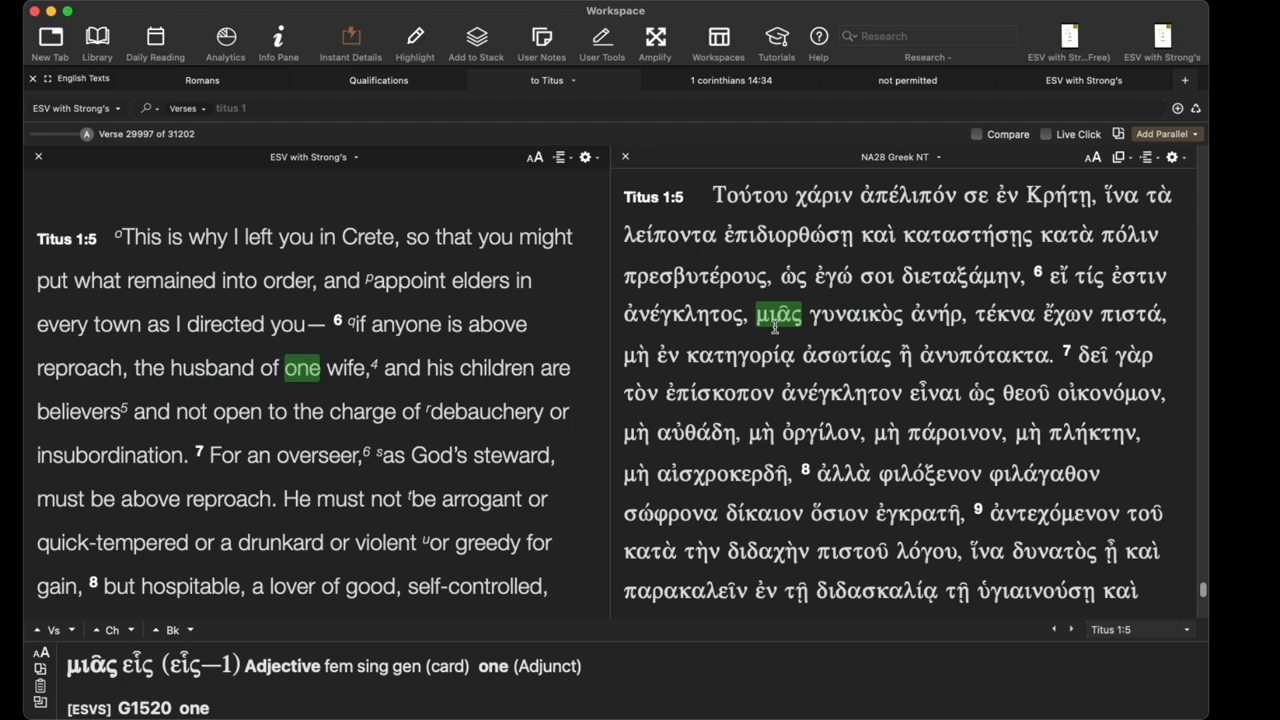 Workspace
New Tab Library Daily Reading Analytics Info Pane Instant Details Highlight Add to Stack User Notes User Tools Amplify Workspaces Tutorials Help Research Research ESV with Str...Free) ESV with Strong's
English Texts Romans Qualifications to Titus 1 corinthians 14:34 not permitted ESV with Strong's
ESV with Strong's Verses titus 1
A Verse 29997 of 31202 Compare Live Click Add Parallel
ESV with Strong's
Titus 1:5 oThis is why I left you in Crete, so that you might
put what remained into order, and pappoint elders in
every town as I directed you— 6 qif anyone is above
reproach, the husband of one wife,4 and his children are
believers5 and not open to the charge of rdebauchery or
insubordination. 7 For an overseer,6 sas God's steward,
must be above reproach. He must not tbe arrogant or
quick-tempered or a drunkard or violent uor greedy for
gain, 8 but hospitable, a lover of good, self-controlled,
NA28 Greek NT
Titus 1:5 Τούτου χάριν ἀπέλιπόν σε ἐν Κρήτῃ, ἵνα τὰ
λείποντα ἐπιδιορθώσῃ καὶ καταστήσῃς κατὰ πόλιν
πρεσβυτέρους, ὡς ἐγώ σοι διεταξάμην, 6 εἴ τίς ἐστιν
ἀνέγκλητος, μιᾶς γυναικὸς ἀνήρ, τέκνα ἔχων πιστά,
μὴ ἐν κατηγορίᾳ ἀσωτίας ἢ ἀνυπότακτα. 7 δεῖ γὰρ
τὸν ἐπίσκοπον ἀνέγκλητον εἶναι ὡς θεοῦ οἰκονόμον,
μὴ αὐθάδη, μὴ ὀργίλον, μὴ πάροινον, μὴ πλήκτην,
μὴ αἰσχροκερδῆ, 8 ἀλλὰ φιλόξενον φιλάγαθον
σώφρονα δίκαιον ὅσιον ἐγκρατῆ, 9 ἀντεχόμενον τοῦ
κατὰ τὴν διδαχὴν πιστοῦ λόγου, ἵνα δυνατὸς ᾖ καὶ
παρακαλεῖν ἐν τῇ διδασκαλίᾳ τῇ ὑγιαινούσῃ καὶ
Vs Ch Bk Titus 1:5
μιᾶς εἷς (εἷς–1) Adjective fem sing gen (card) one (Adjunct)
[ESVS] G1520 one